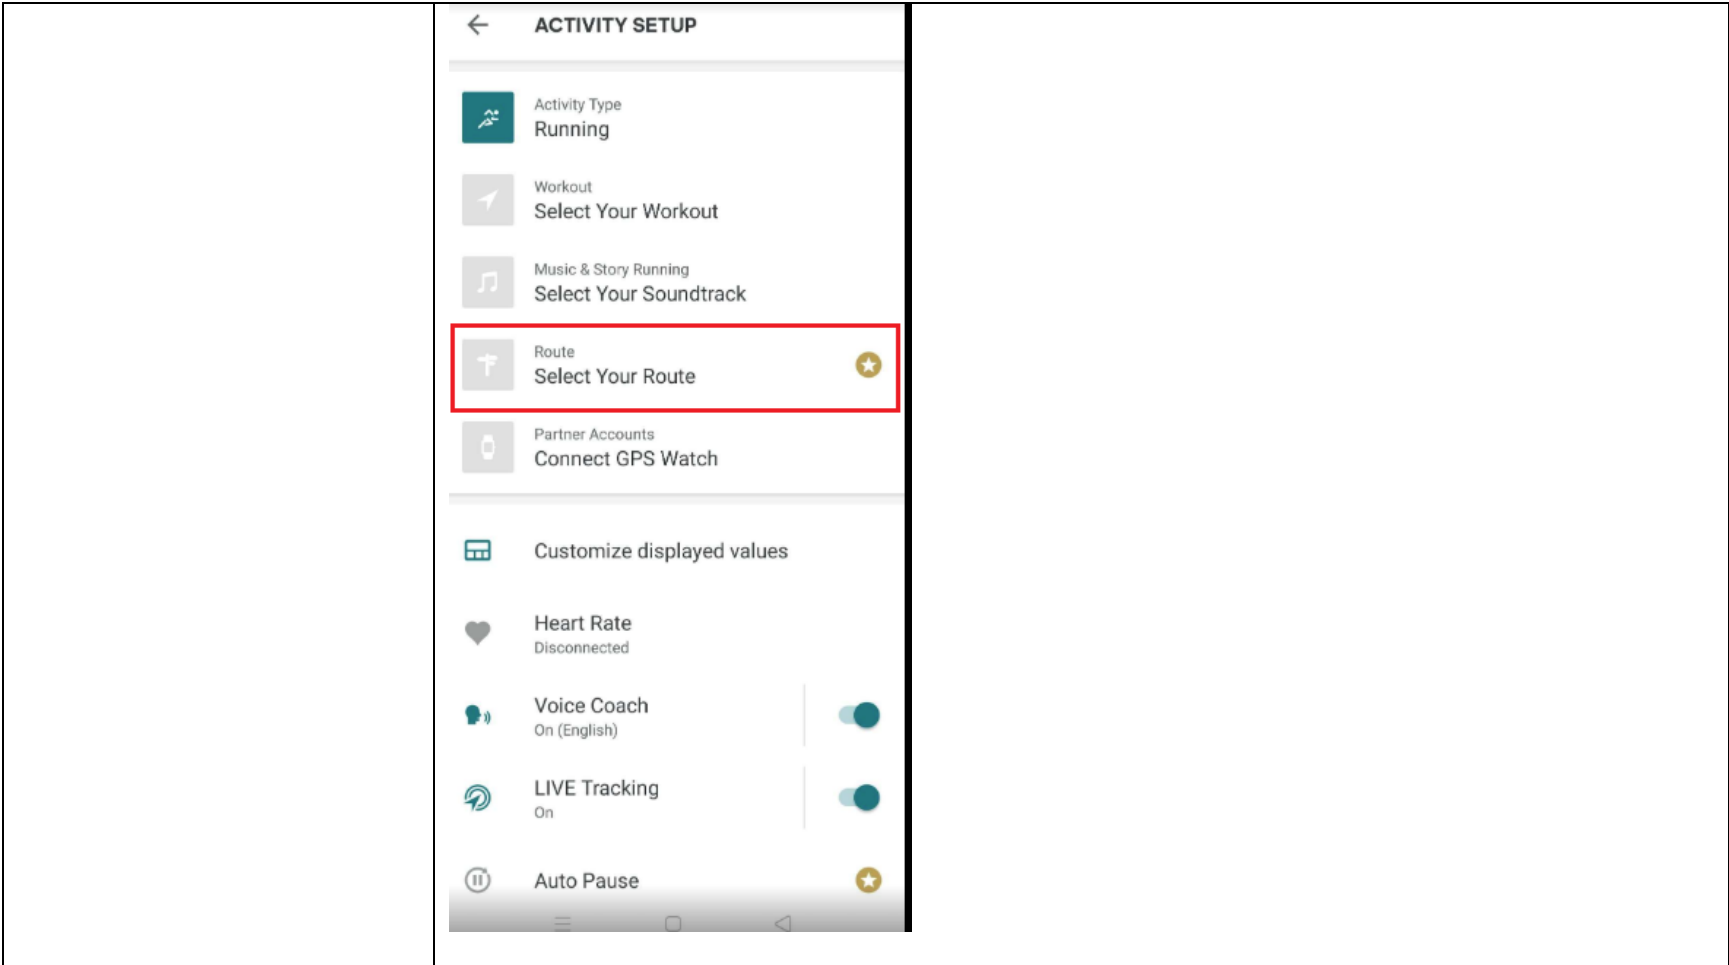 ACTIVITY SETUP
Activity Type
Running
Workout
Select Your Workout
Music & Story Running
Select Your Soundtrack
Route
Select Your Route
Partner Accounts
Connect GPS Watch
Customize displayed values
Heart Rate
Disconnected
Voice Coach
On (English)
LIVE Tracking
On
Auto Pause